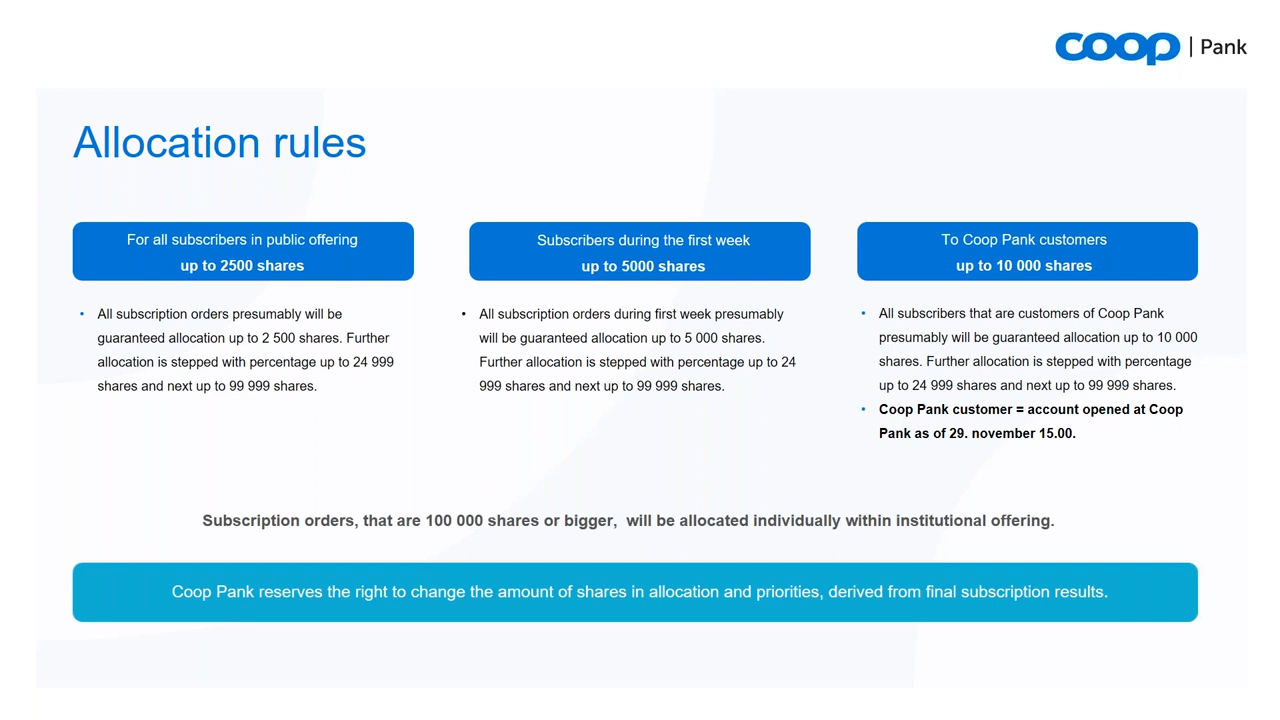 coop | Pank
Allocation rules
For all subscribers in public offering
up to 2500 shares
• All subscription orders presumably will be
guaranteed allocation up to 2 500 shares. Further
allocation is stepped with percentage up to 24 999
shares and next up to 99 999 shares.
Subscribers during the first week
up to 5000 shares
• All subscription orders during first week presumably
will be guaranteed allocation up to 5 000 shares.
Further allocation is stepped with percentage up to 24
999 shares and next up to 99 999 shares.
To Coop Pank customers
up to 10 000 shares
• All subscribers that are customers of Coop Pank
presumably will be guaranteed allocation up to 10 000
shares. Further allocation is stepped with percentage
up to 24 999 shares and next up to 99 999 shares.
• Coop Pank customer = account opened at Coop
Pank as of 29. november 15.00.
Subscription orders, that are 100 000 shares or bigger,  will be allocated individually within institutional offering.
Coop Pank reserves the right to change the amount of shares in allocation and priorities, derived from final subscription results.